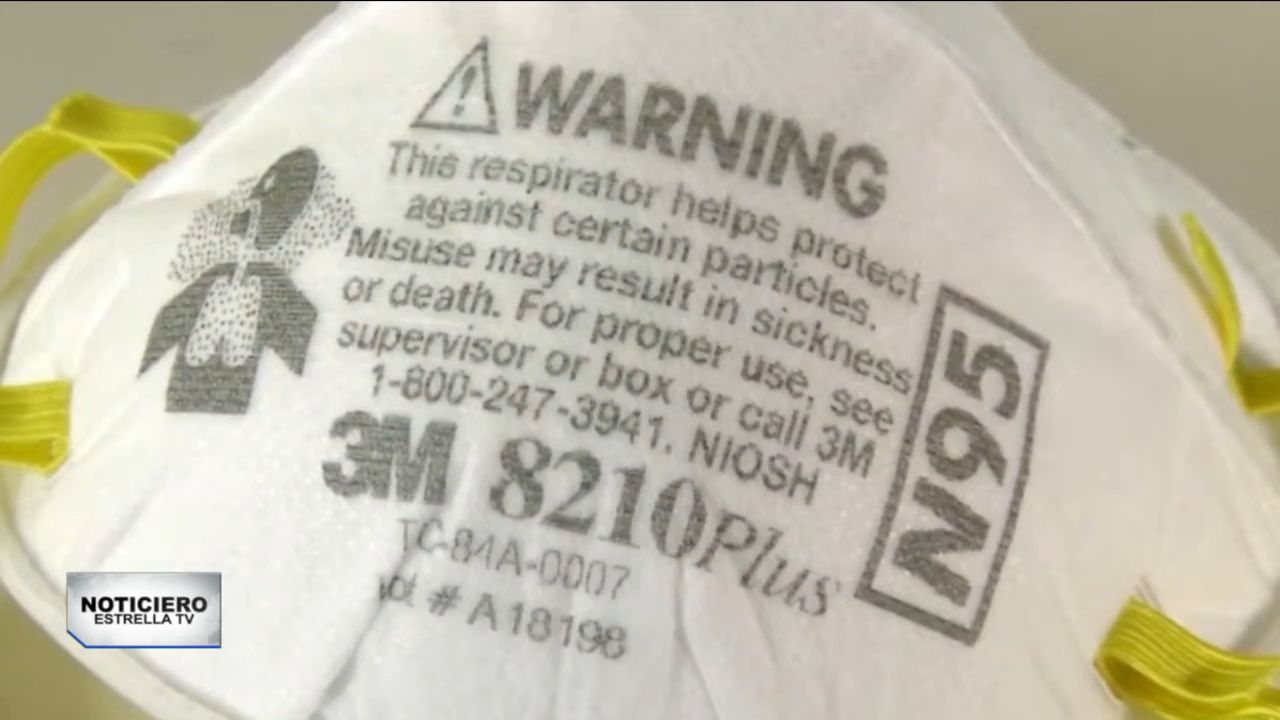 WARNING
This respirator helps protect
against certain particles.
Misuse may result in sickness
or death. For proper use, see
supervisor or box or call 3M
1-800-247-3941. NIOSH
3M 8210Plus
N95
TC-84A-0007
Lot # A18198
NOTICIERO
ESTRELLA TV